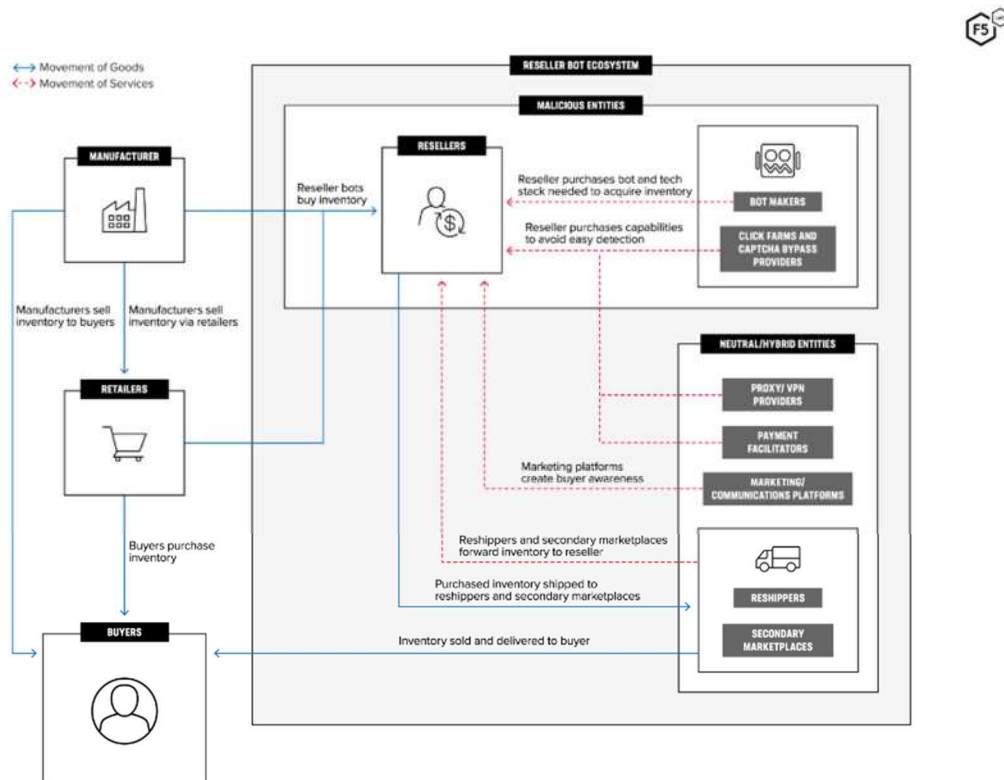 F5
Movement of Goods
Movement of Services
RESELLER BOT ECOSYSTEM
MALICIOUS ENTITIES
MANUFACTURER
RESELLERS
Reseller bots
buy inventory
Reseller purchases bot and tech
stack needed to acquire inventory
BOT MAKERS
Reseller purchases capabilities
to avoid easy detection
CLICK FARMS AND
CAPTCHA BYPASS
PROVIDERS
Manufacturers sell
inventory to buyers
Manufacturers sell
inventory via retailers
NEUTRAL/HYBRID ENTITIES
RETAILERS
PROXY/ VPN
PROVIDERS
PAYMENT
FACILITATORS
Marketing platforms
create buyer awareness
MARKETING/
COMMUNICATIONS PLATFORMS
Buyers purchase
inventory
Reshippers and secondary marketplaces
forward inventory to reseller
Purchased inventory shipped to
reshippers and secondary marketplaces
RESHIPPERS
BUYERS
Inventory sold and delivered to buyer
SECONDARY
MARKETPLACES